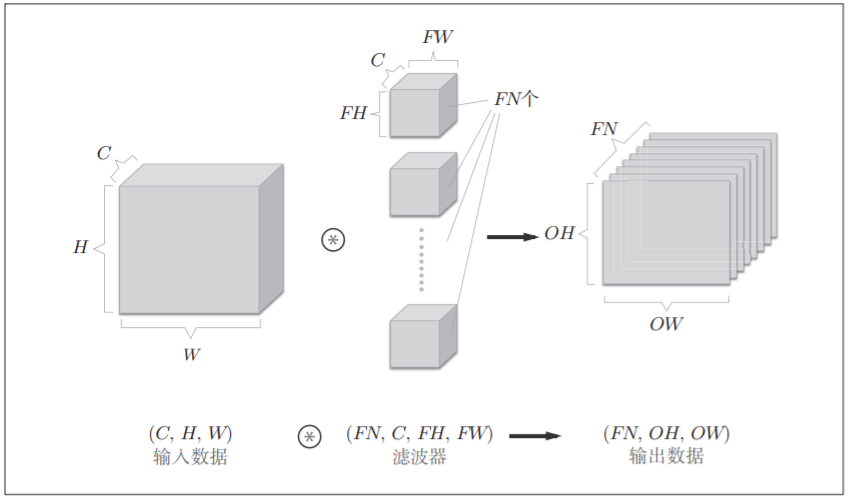 FW
C
FH
FN个
FN
C
H
OH
W
OW
(C, H, W) ⊛ (FN, C, FH, FW) → (FN, OH, OW)
输入数据 滤波器 输出数据